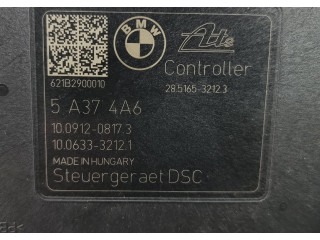 BMW
Ate
Controller
621B2900010
28.5165-3212.3
5 A37 4A6
10.0912-0817.3
10.0633-3212.1
MADE IN HUNGARY
Steuergeraet DSC